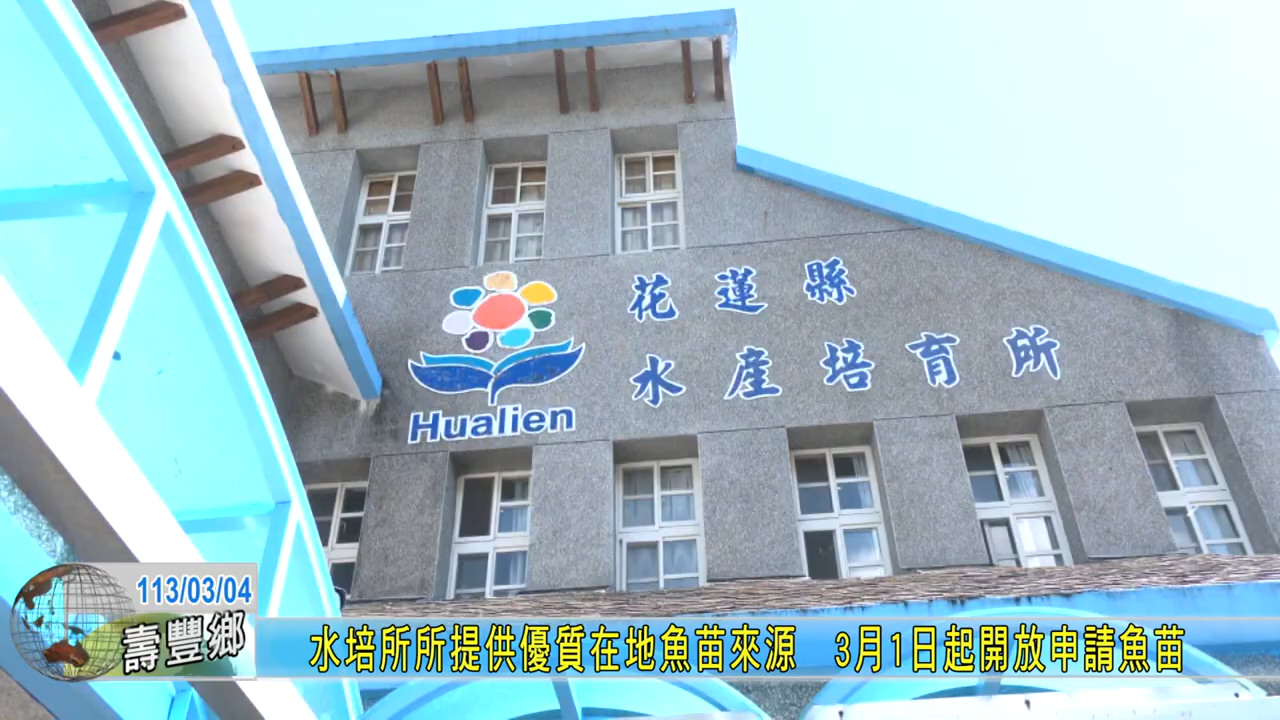 花蓮縣
水産培育所
Hualien
113/03/04
壽豐鄉
水培所所提供優質在地魚苗來源 3月1日起開放申請魚苗